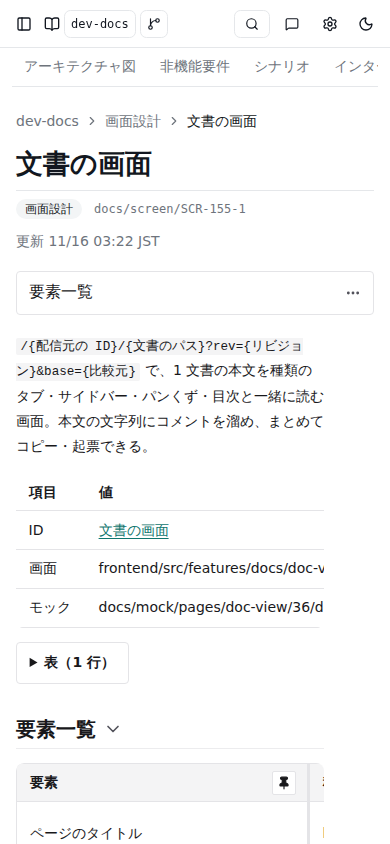 dev-docs
アーキテクチャ図 非機能要件 シナリオ インタ
dev-docs > 画面設計 > 文書の画面
文書の画面
画面設計 docs/screen/SCR-155-1
更新 11/16 03:22 JST
要素一覧
/{配信元の ID}/{文書のパス}?rev={リビジョ
ン}&base={比較元} で、1 文書の本文を種類の
タブ・サイドバー・パンくず・目次と一緒に読む
画面。本文の文字列にコメントを溜め、まとめて
コピー・起票できる。
項目 値
ID 文書の画面
画面 frontend/src/features/docs/doc-v
モック docs/mock/pages/doc-view/36/d
表（1 行）
要素一覧
要素
ページのタイトル